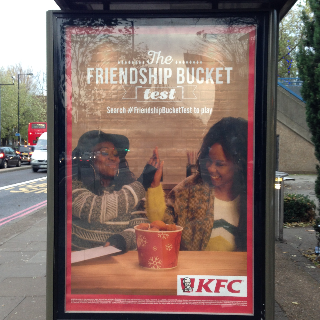 The
FRIENDSHIP BUCKET
test
Search #FriendshipBucketTest to play
KFC